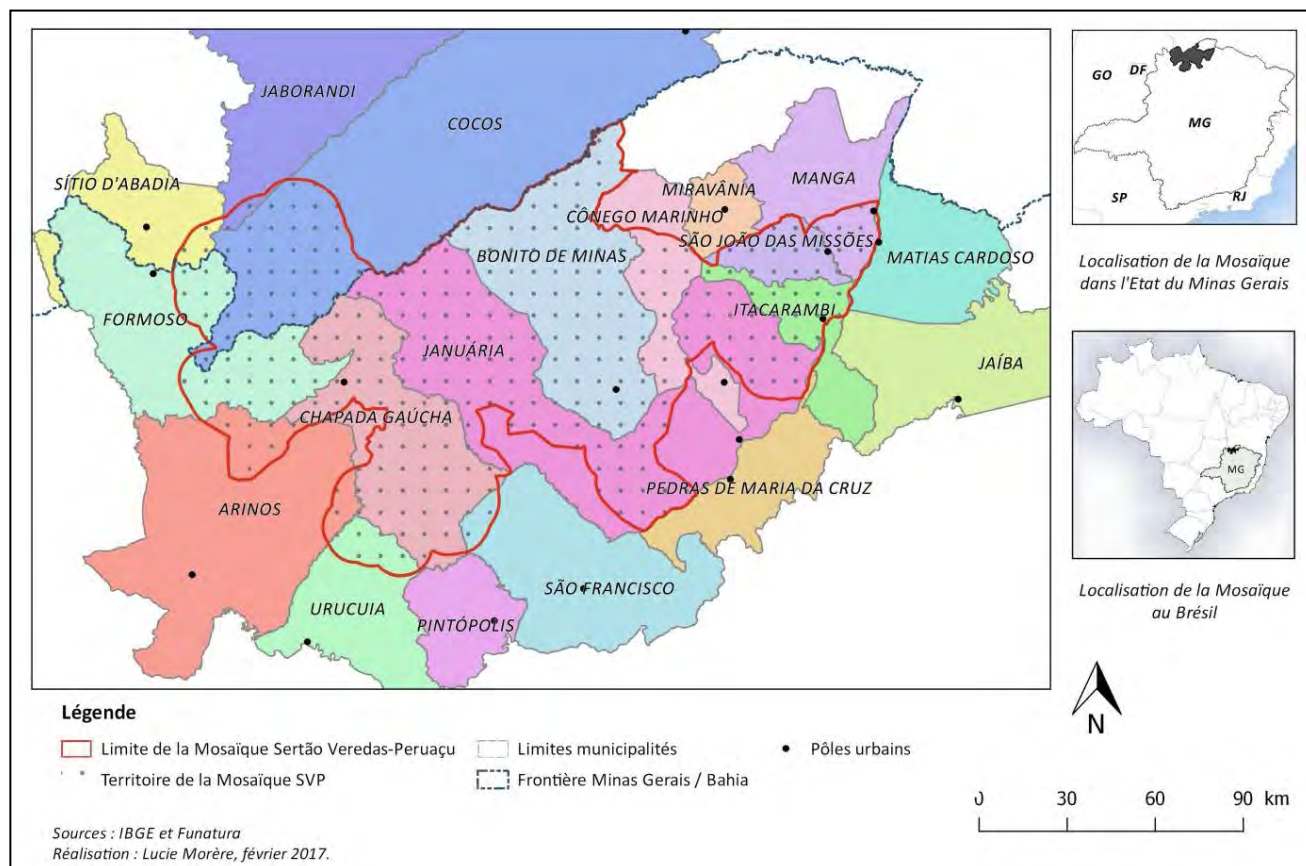 JABORANDI
COCOS
SÍTIO D'ABADIA
MIRAVÂNIA
MANGA
CÔNEGO MARINHO
SÃO JOÃO DAS MISSÕES
BONITO DE MINAS
MATIAS CARDOSO
FORMOSO
ITACARAMBI
JANUÁRIA
JAÍBA
CHAPADA GAÚCHA
PEDRAS DE MARIA DA CRUZ
ARINOS
SÃO FRANCISCO
URUCUIA
PINTÓPOLIS
GO
DF
MG
SP
RJ
Localisation de la Mosaïque
dans l'Etat du Minas Gerais
MG
Localisation de la Mosaïque
au Brésil
N
Légende
Limite de la Mosaïque Sertão Veredas-Peruaçu
Limites municipalités
Pôles urbains
Territoire de la Mosaïque SVP
Frontière Minas Gerais / Bahia
0 30 60 90 km
Sources : IBGE et Funatura
Réalisation : Lucie Morère, février 2017.